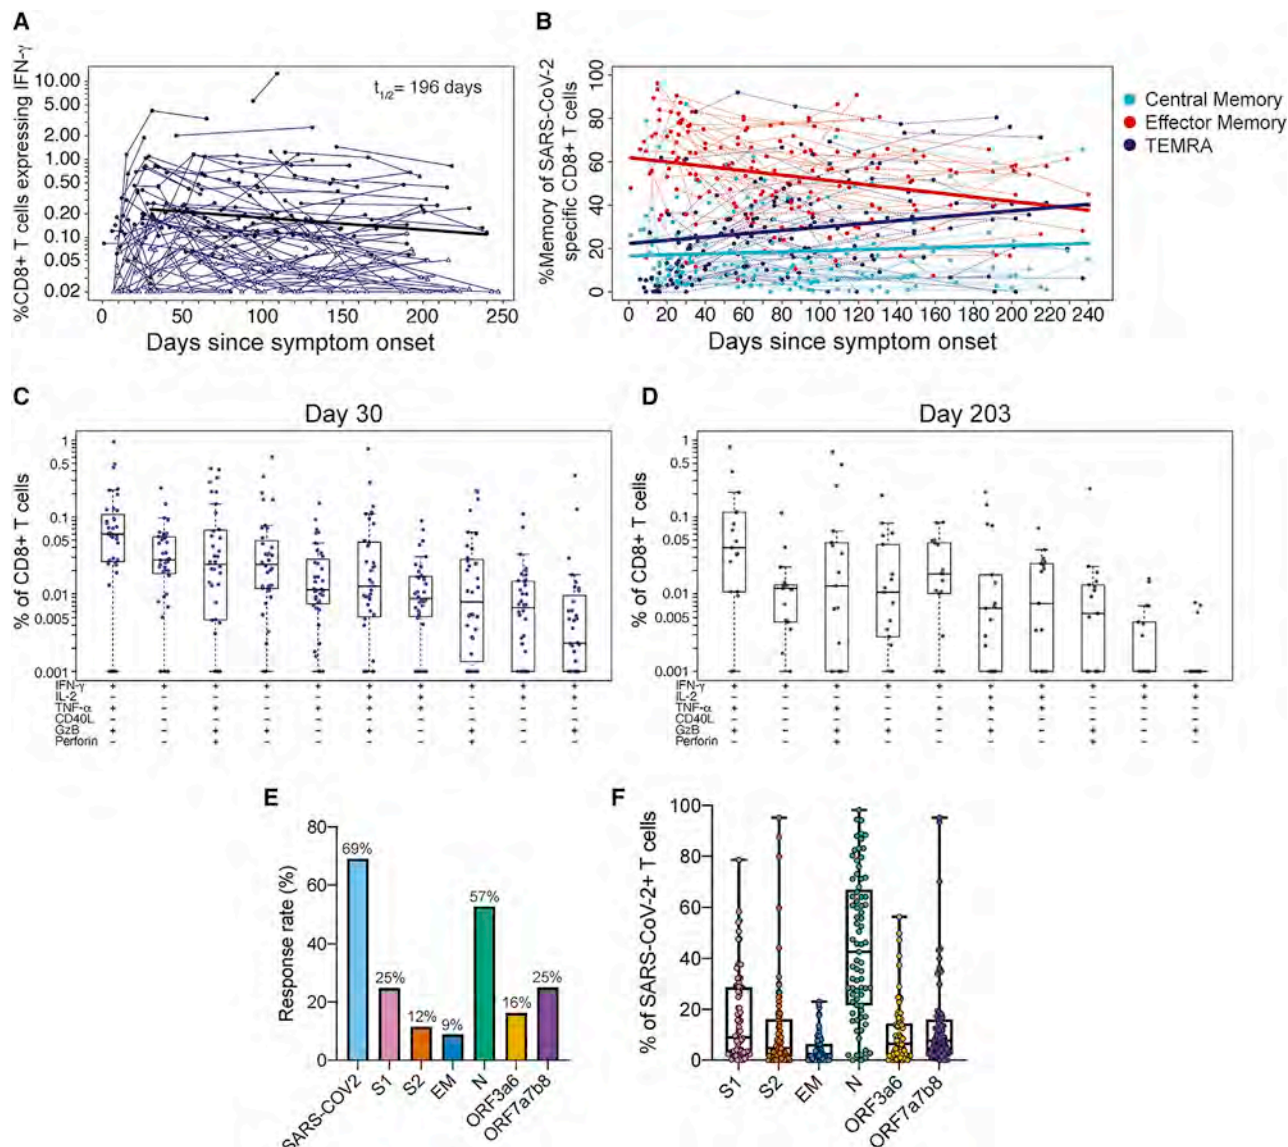 A
%CD8+ T cells expressing IFN-γ
10.00
5.00
2.00
1.00
0.50
0.20
0.10
0.05
0.02
t1/2= 196 days
0 50 100 150 200 250
Days since symptom onset
B
%Memory of SARS-CoV-2
specific CD8+ T cells
100
80
60
40
20
0
0 20 40 60 80 100 120 140 160 180 200 220 240
Days since symptom onset
Central Memory
Effector Memory
TEMRA
C
Day 30
% of CD8+ T cells
1
0.5
0.1
0.05
0.01
0.005
0.001
IFN-γ + + + + + + + + + +
IL-2 - - - - - - - - - -
TNF-α + - + - + + - - + -
CD40L - - - - - - - - - -
GzB + + + + - + - + - +
Perforin - - + - - - - + - -
D
Day 203
% of CD8+ T cells
1
0.5
0.1
0.05
0.01
0.005
0.001
IFN-γ
IL-2
TNF-α
CD40L
GzB
Perforin
E
Response rate (%)
80
60
40
20
0
69%
25%
12%
9%
57%
16%
25%
SARS-COV2
S1
S2
EM
N
ORF3a6
ORF7a7b8
F
% of SARS-CoV-2+ T cells
100
80
60
40
20
0
S1
S2
EM
N
ORF3a6
ORF7a7b8